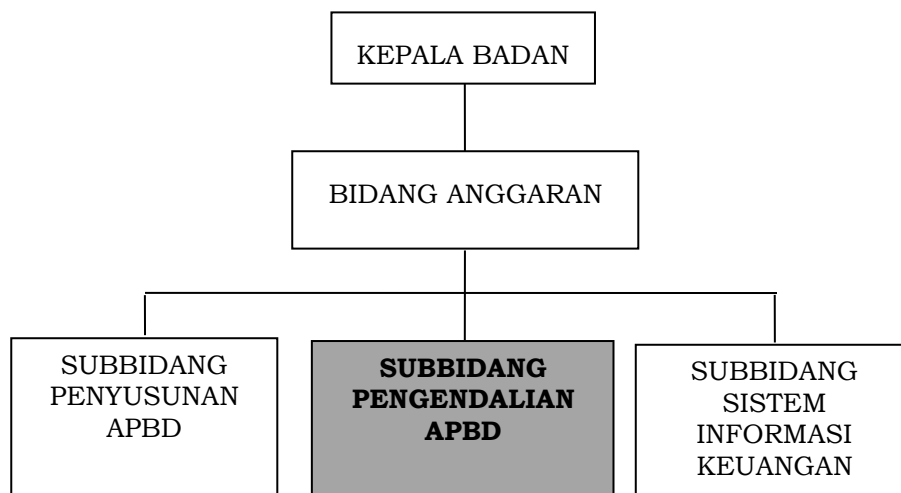 KEPALA BADAN
BIDANG ANGGARAN
SUBBIDANG
PENYUSUNAN
APBD
SUBBIDANG
PENGENDALIAN
APBD
SUBBIDANG
SISTEM
INFORMASI
KEUANGAN